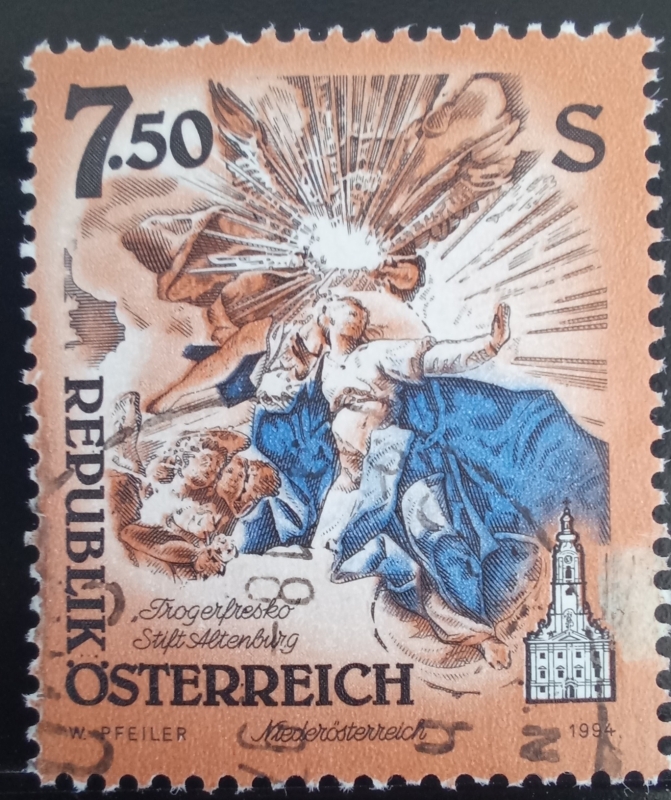 7.50 S
REPUBLIK
ÖSTERREICH
„Trogerfresko
Stift Altenburg
W. PFEILER Niederösterreich 1994